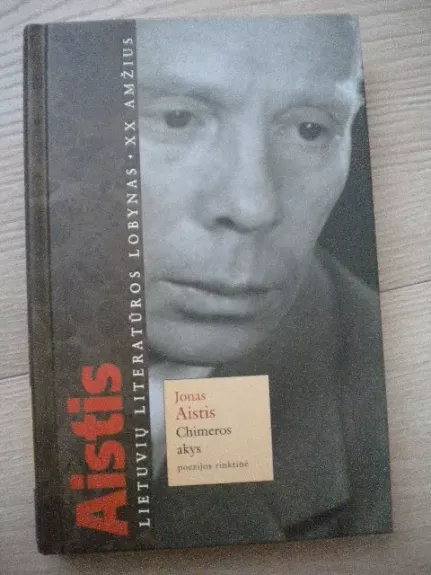 Aistis
LIETUVIŲ LITERATŪROS LOBYNAS · XX AMŽIUS
Jonas
Aistis
Chimeros
akys
poezijos rinktinė